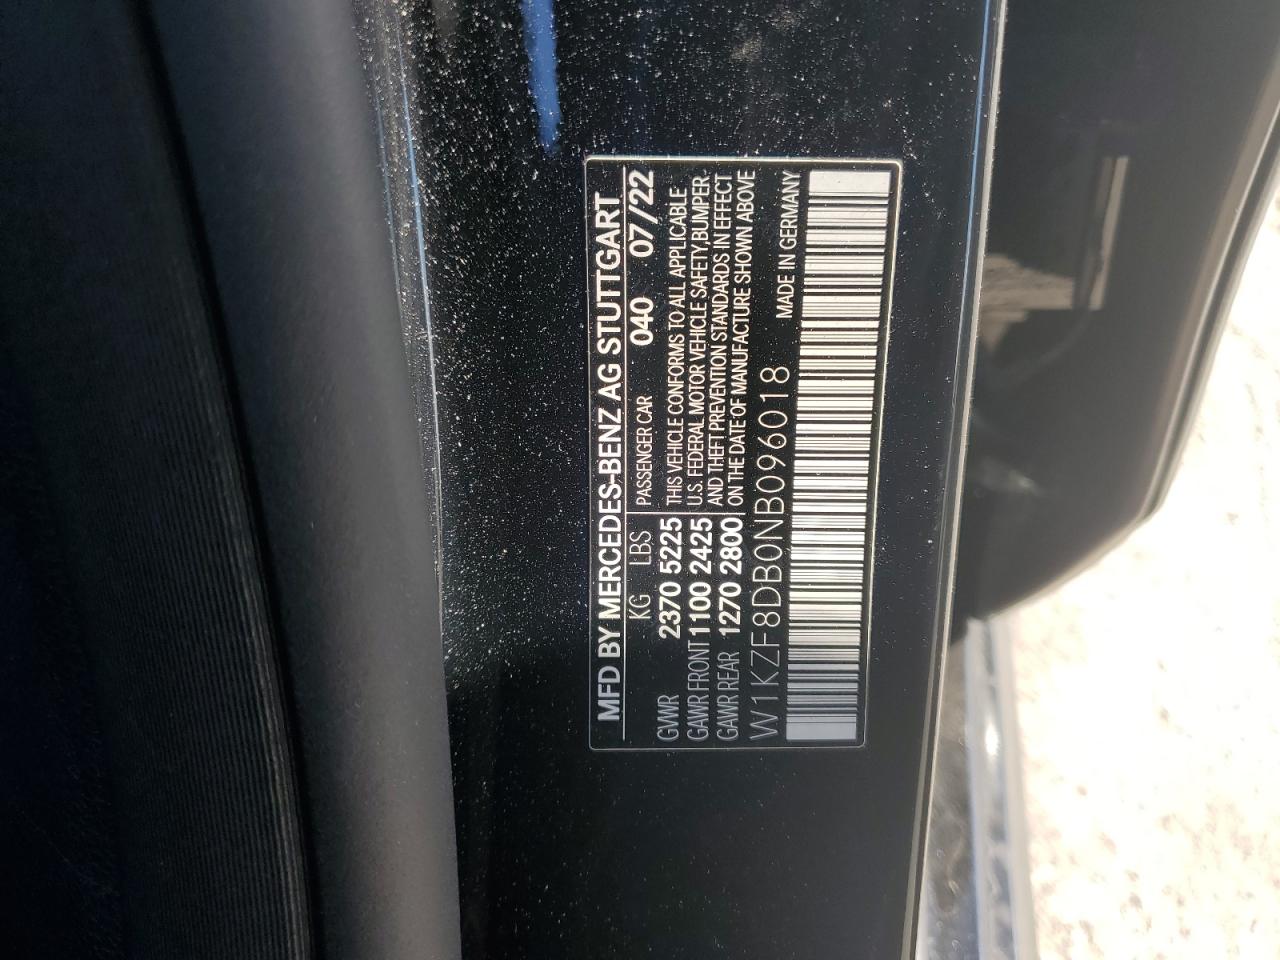 MFD BY MERCEDES-BENZ AG STUTTGART
KG LBS PASSENGER CAR 040 07/22
GVWR 2370 5225 THIS VEHICLE CONFORMS TO ALL APPLICABLE
GAWR FRONT 1100 2425 U.S. FEDERAL MOTOR VEHICLE SAFETY,BUMPER,
GAWR REAR 1270 2800 AND THEFT PREVENTION STANDARDS IN EFFECT
ON THE DATE OF MANUFACTURE SHOWN ABOVE
W1KZF8DB0NB096018 MADE IN GERMANY